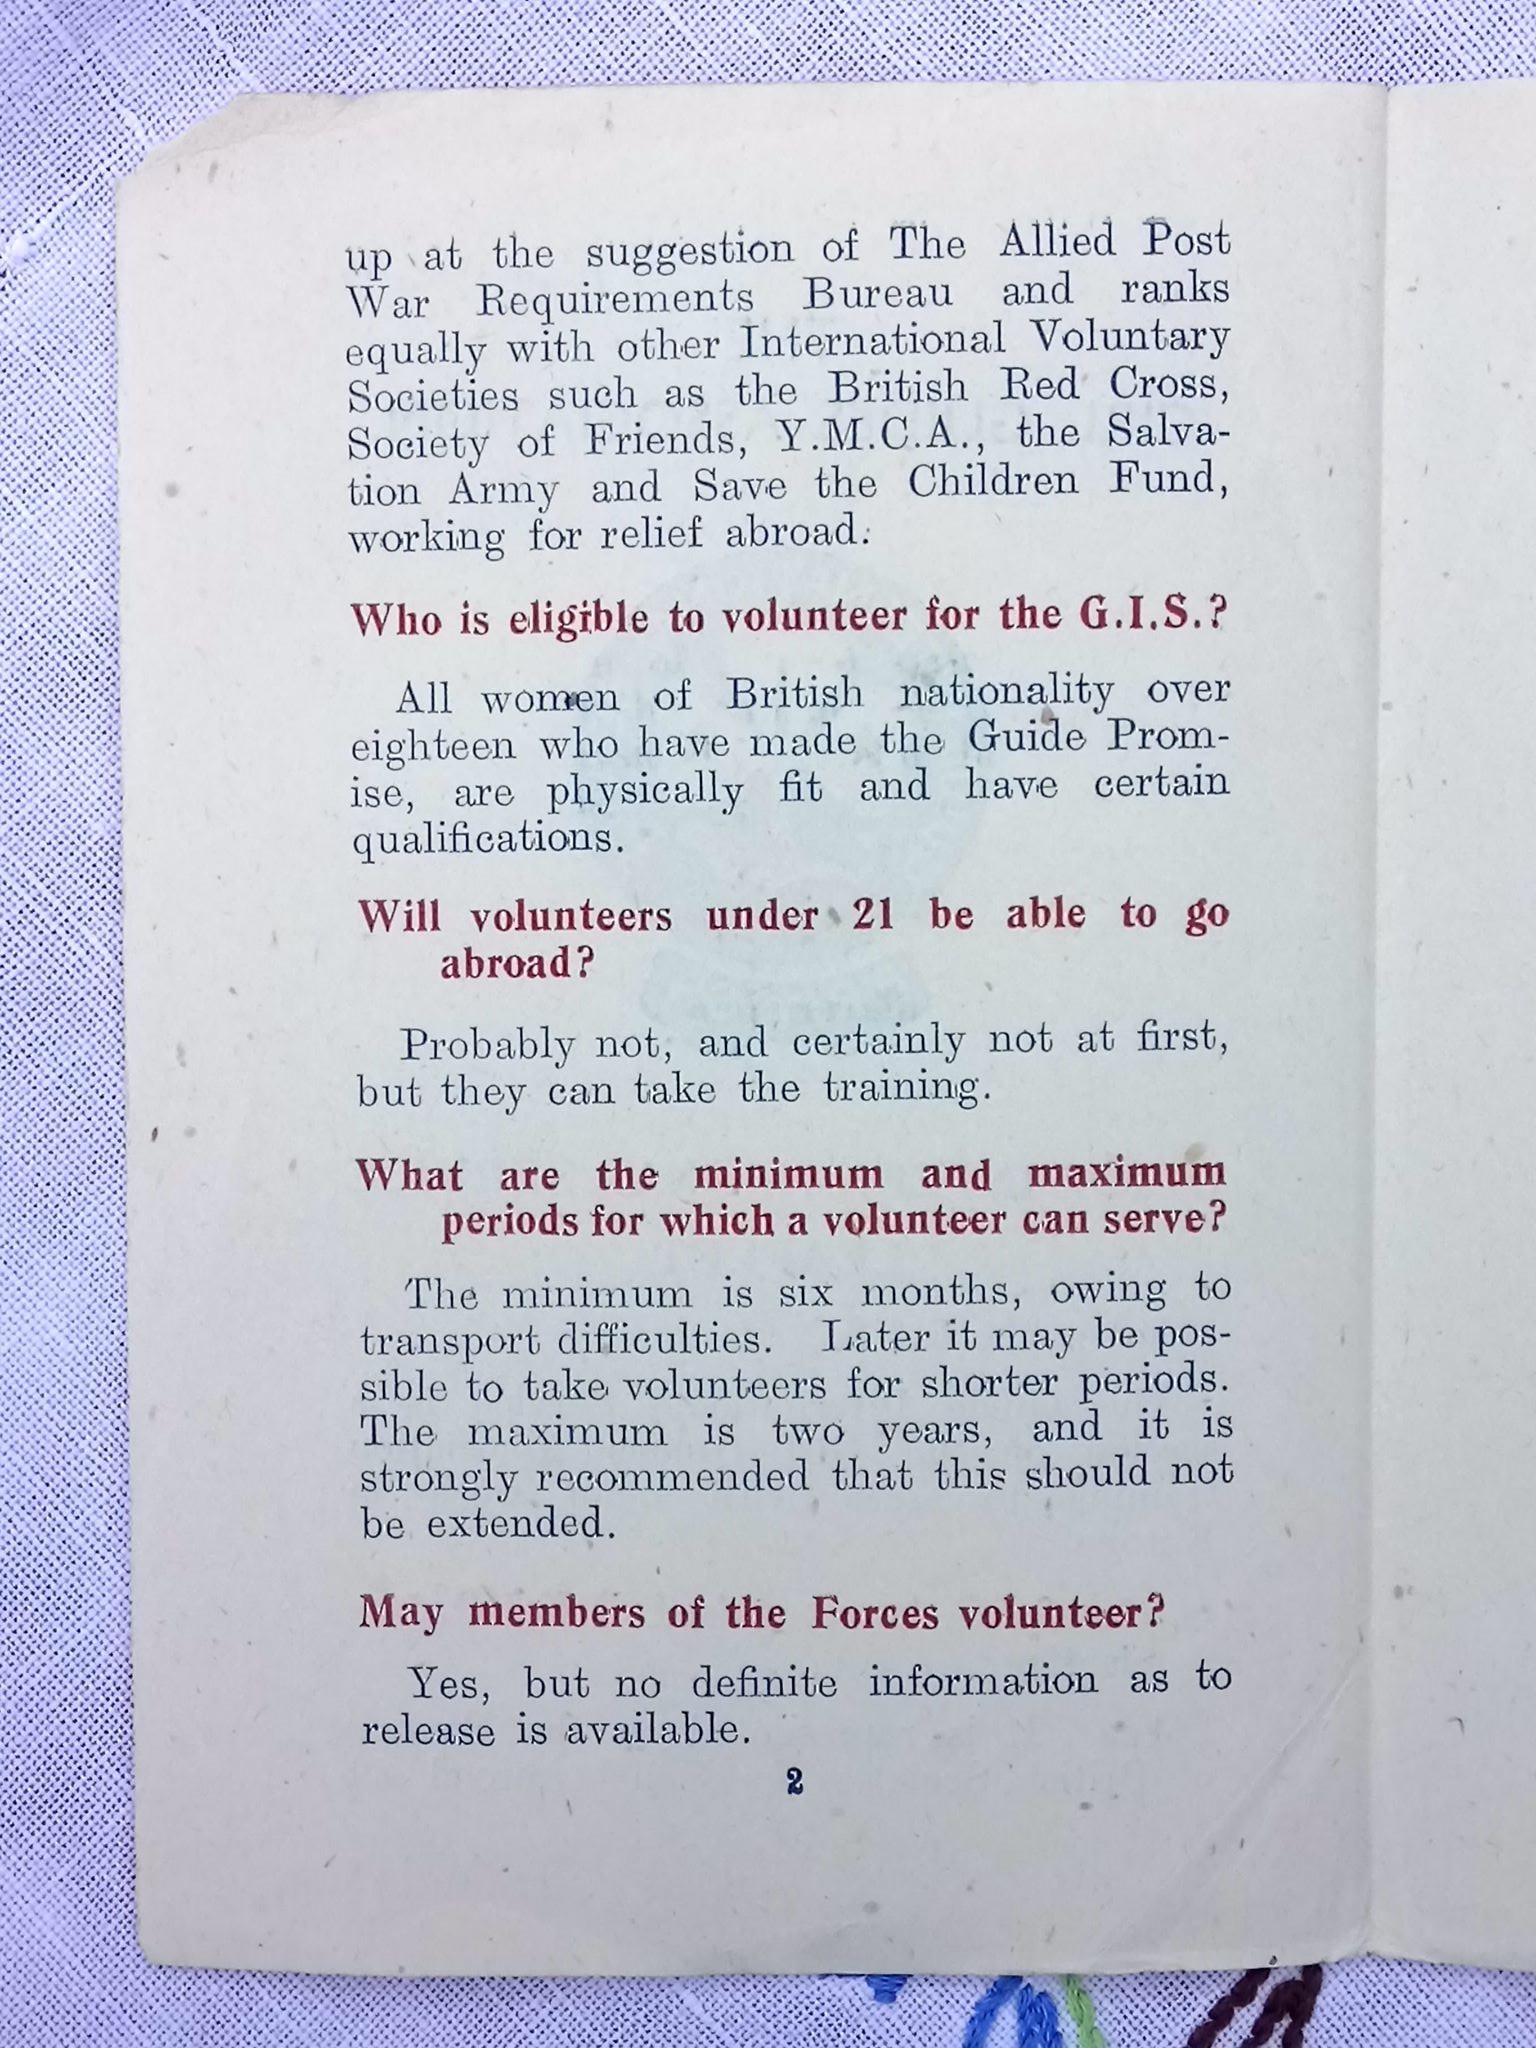 up at the suggestion of The Allied Post
War Requirements Bureau and ranks
equally with other International Voluntary
Societies such as the British Red Cross,
Society of Friends, Y.M.C.A., the Salva-
tion Army and Save the Children Fund,
working for relief abroad.
Who is eligible to volunteer for the G.I.S.?
All women of British nationality over
eighteen who have made the Guide Prom-
ise, are physically fit and have certain
qualifications.
Will volunteers under 21 be able to go
abroad?
Probably not, and certainly not at first,
but they can take the training.
What are the minimum and maximum
periods for which a volunteer can serve?
The minimum is six months, owing to
transport difficulties. Later it may be pos-
sible to take volunteers for shorter periods.
The maximum is two years, and it is
strongly recommended that this should not
be extended.
May members of the Forces volunteer?
Yes, but no definite information as to
release is available.
2